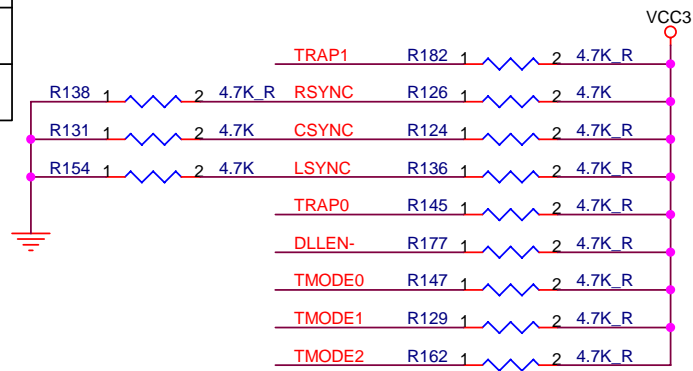 VCC3
TRAP1 R182 1 2 4.7K_R
R138 1 2 4.7K_R RSYNC R126 1 2 4.7K
R131 1 2 4.7K CSYNC R124 1 2 4.7K_R
R154 1 2 4.7K LSYNC R136 1 2 4.7K_R
TRAP0 R145 1 2 4.7K_R
DLLEN- R177 1 2 4.7K_R
TMODE0 R147 1 2 4.7K_R
TMODE1 R129 1 2 4.7K_R
TMODE2 R162 1 2 4.7K_R